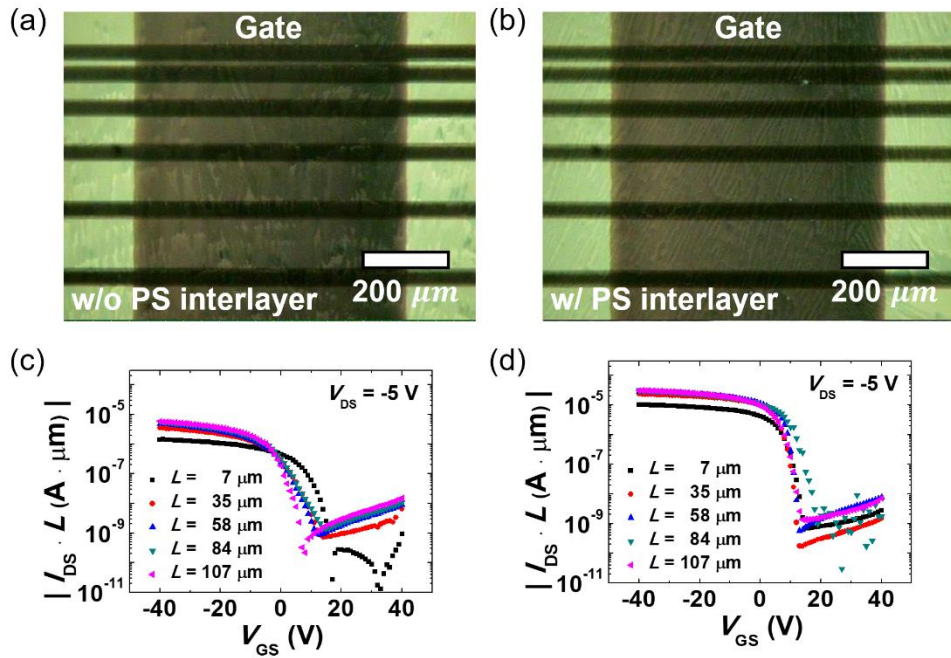 (a)
Gate
w/o PS interlayer
200 μm
(b)
Gate
w/ PS interlayer
200 μm
(c)
V_DS = -5 V
| I_DS · L (A · μm) |
10^-5
10^-7
10^-9
10^-11
L = 7 μm
L = 35 μm
L = 58 μm
L = 84 μm
L = 107 μm
-40 -20 0 20 40
V_GS (V)
(d)
V_DS = -5 V
| I_DS · L (A · μm) |
10^-5
10^-7
10^-9
10^-11
L = 7 μm
L = 35 μm
L = 58 μm
L = 84 μm
L = 107 μm
-40 -20 0 20 40
V_GS (V)